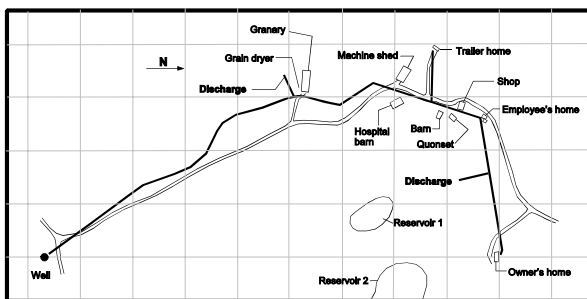 Granary
Trailer home
Machine shed
Grain dryer
N
Discharge
Shop
Employee's home
Hospital
barn
Barn
Quonset
Discharge
Reservoir 1
Well
Owner's home
Reservoir 2